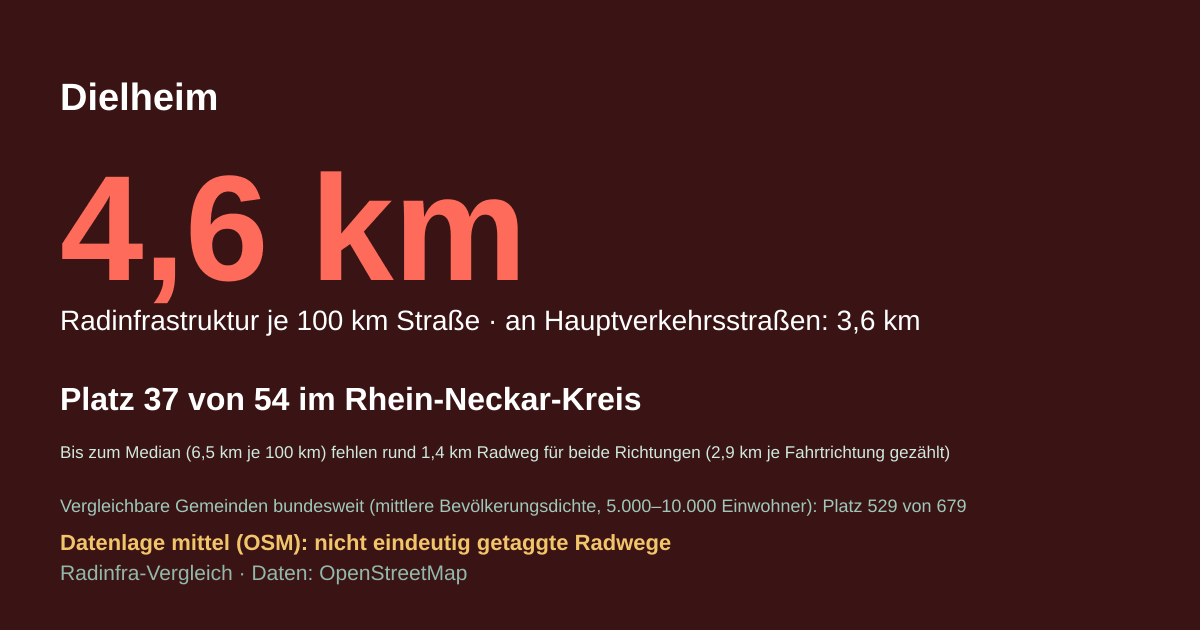 Dielheim
4,6 km
Radinfrastruktur je 100 km Straße · an Hauptverkehrsstraßen: 3,6 km
Platz 37 von 54 im Rhein-Neckar-Kreis
Bis zum Median (6,5 km je 100 km) fehlen rund 1,4 km Radweg für beide Richtungen (2,9 km je Fahrtrichtung gezählt)
Vergleichbare Gemeinden bundesweit (mittlere Bevölkerungsdichte, 5.000–10.000 Einwohner): Platz 529 von 679
Datenlage mittel (OSM): nicht eindeutig getaggte Radwege
Radinfra-Vergleich · Daten: OpenStreetMap